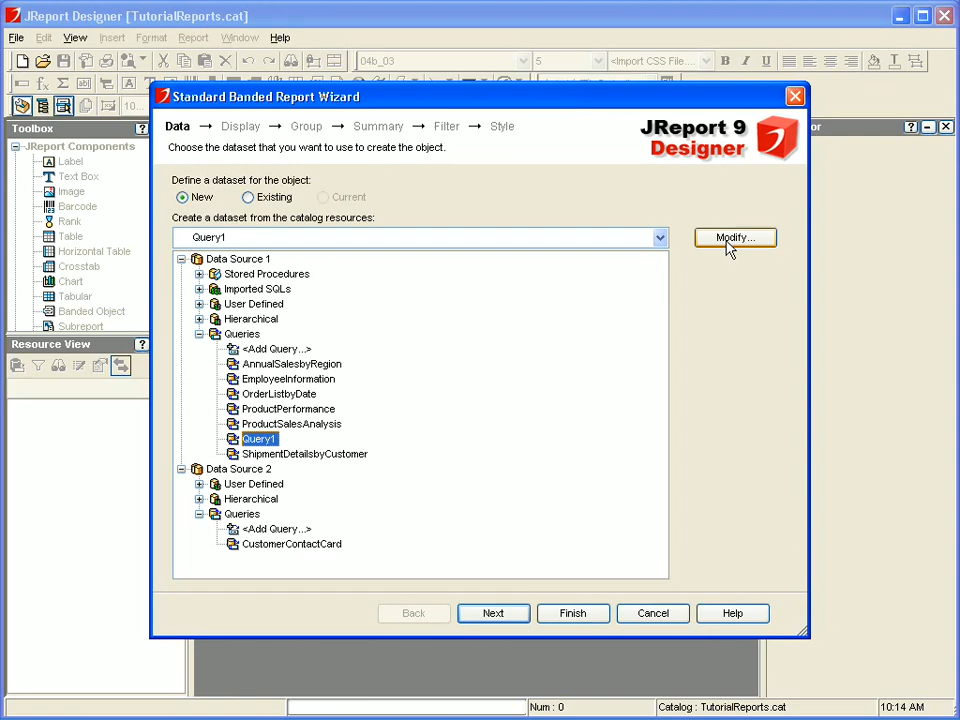 JReport Designer [TutorialReports.cat]
File Edit View Insert Format Report Window Help
04b_03 5 <Import CSS File... B I U
10...
Toolbox ?
JReport Components
Label
Text Box
Image
Barcode
Rank
Table
Horizontal Table
Crosstab
Chart
Tabular
Banded Object
Subreport
Resource View ?
Standard Banded Report Wizard
Data → Display → Group → Summary → Filter → Style
Choose the dataset that you want to use to create the object.
JReport 9
Designer
or ?
Define a dataset for the object:
New Existing Current
Create a dataset from the catalog resources:
Query1 Modify...
Data Source 1
Stored Procedures
Imported SQLs
User Defined
Hierarchical
Queries
<Add Query...>
AnnualSalesbyRegion
EmployeeInformation
OrderListbyDate
ProductPerformance
ProductSalesAnalysis
Query1
ShipmentDetailsbyCustomer
Data Source 2
User Defined
Hierarchical
Queries
<Add Query...>
CustomerContactCard
Back Next Finish Cancel Help
Num : 0 Catalog : TutorialReports.cat 10:14 AM